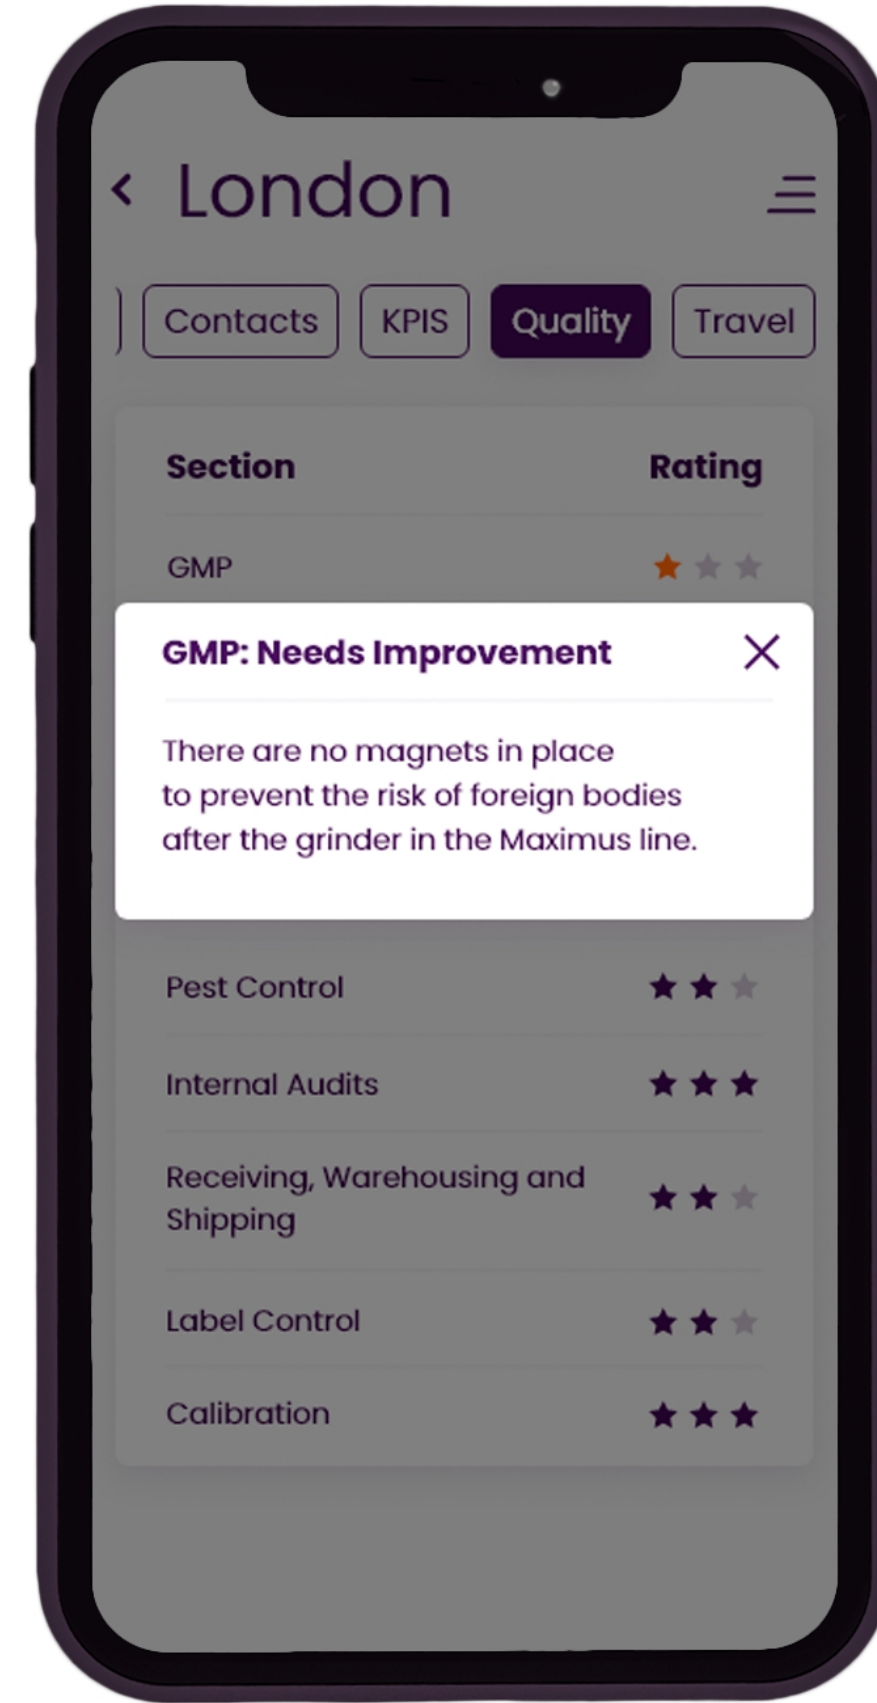 London
Contacts KPIS Quality Travel
Section Rating
GMP
GMP: Needs Improvement
There are no magnets in place
to prevent the risk of foreign bodies
after the grinder in the Maximus line.
Pest Control
Internal Audits
Receiving, Warehousing and
Shipping
Label Control
Calibration